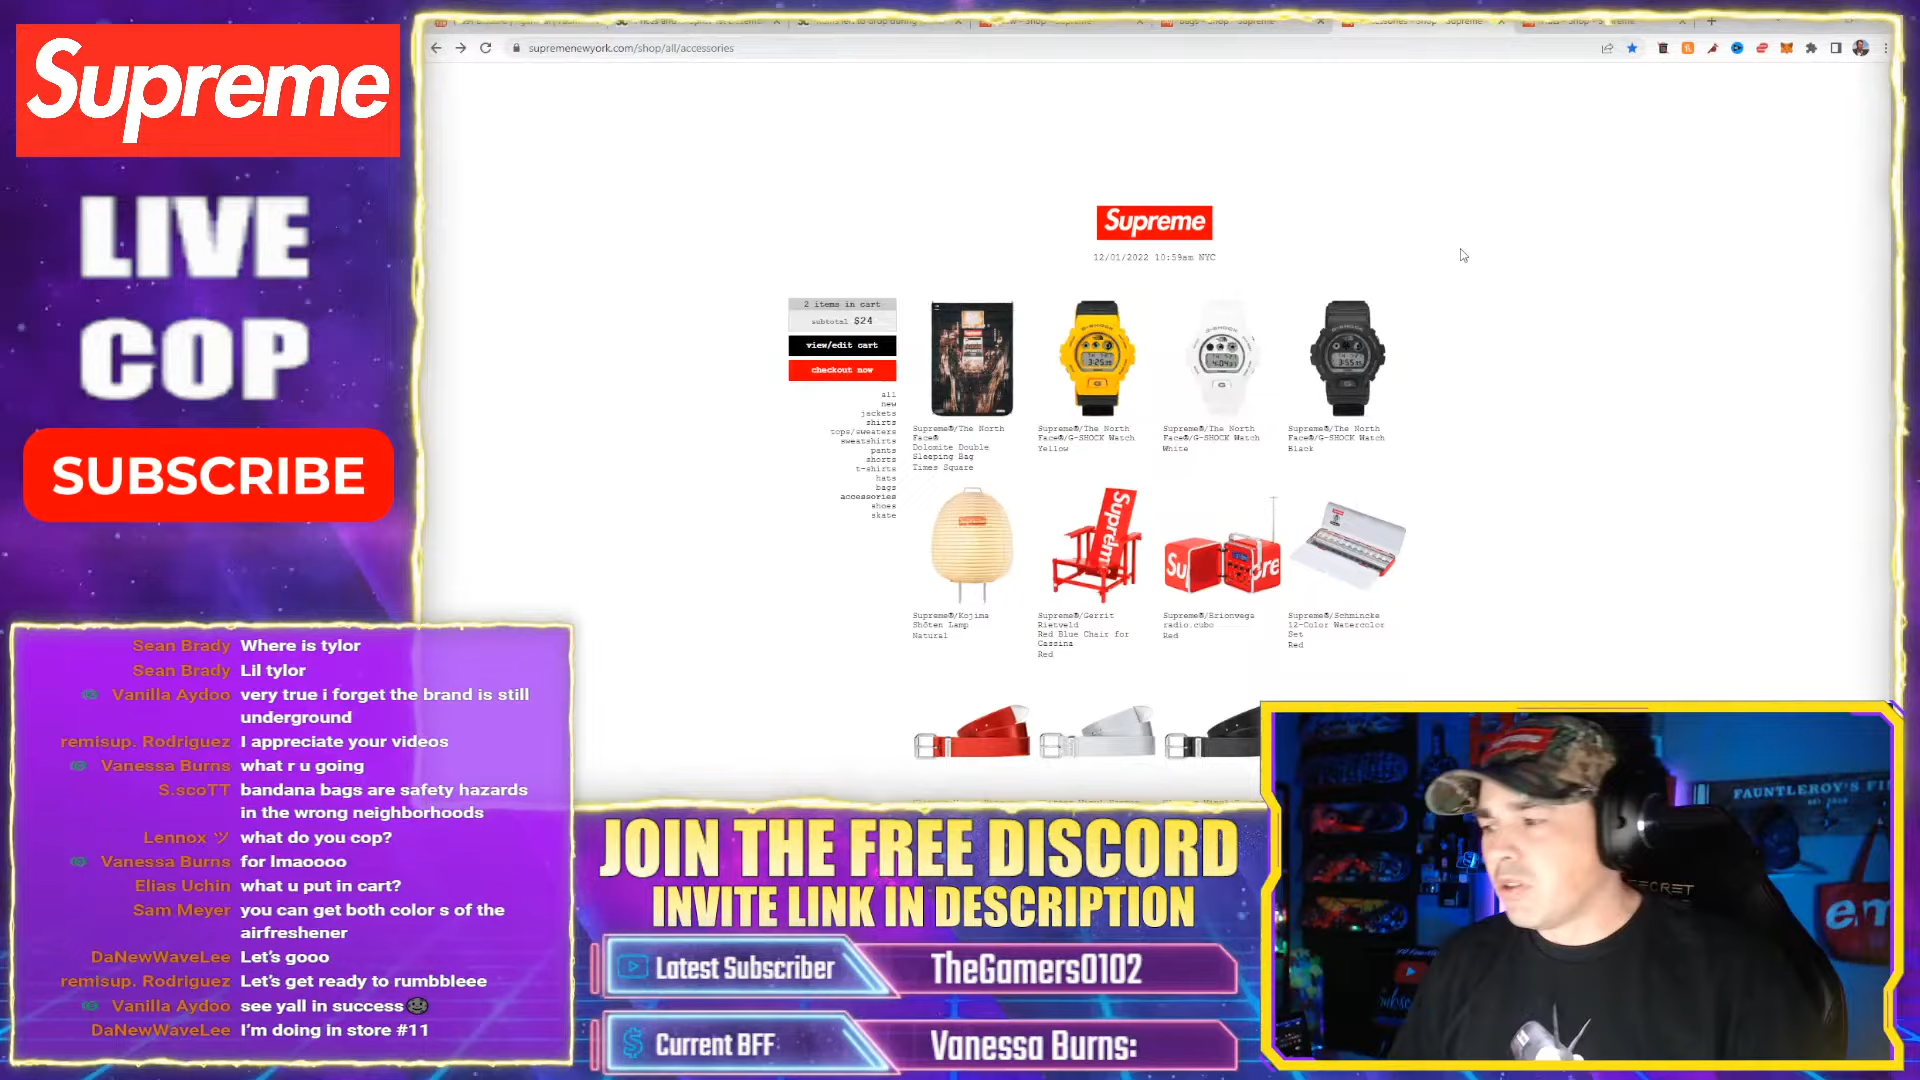 Supreme
LIVE
COP
SUBSCRIBE
supremenewyork.com/shop/all/accessories
Supreme
12/01/2022 10:59am NYC
2 items in cart
subtotal $24
view/edit cart
checkout now
all
new
jackets
shirts
tops/sweaters
sweatshirts
pants
shorts
t-shirts
hats
bags
accessories
shoes
skate
Supreme®/The North
Face®
Dolomite Double
Sleeping Bag
Times Square
Supreme®/The North
Face®/G-SHOCK Watch
Yellow
Supreme®/The North
Face®/G-SHOCK Watch
White
Supreme®/The North
Face®/G-SHOCK Watch
Black
Supreme®/Kojima
Shōten Lamp
Natural
Supreme®/Gerrit
Rietveld
Red Blue Chair for
Cassina
Red
Supreme®/Brionvega
radio.cubo
Red
Supreme®/Schmincke
12-Color Watercolor
Set
Red
Sean Brady Where is tylor
Sean Brady Lil tylor
Vanilla Aydoo very true i forget the brand is still
underground
remisup. Rodriguez I appreciate your videos
Vanessa Burns what r u going
S.scoTT bandana bags are safety hazards
in the wrong neighborhoods
Lennox ツ what do you cop?
Vanessa Burns for lmaoooo
Elias Uchin what u put in cart?
Sam Meyer you can get both color s of the
airfreshener
DaNewWaveLee Let's gooo
remisup. Rodriguez Let's get ready to rumbbleee
Vanilla Aydoo see yall in success
DaNewWaveLee I'm doing in store #11
JOIN THE FREE DISCORD
INVITE LINK IN DESCRIPTION
Latest Subscriber TheGamers0102
Current BFF Vanessa Burns:
FAUNTLEROY'S
SECRET
em